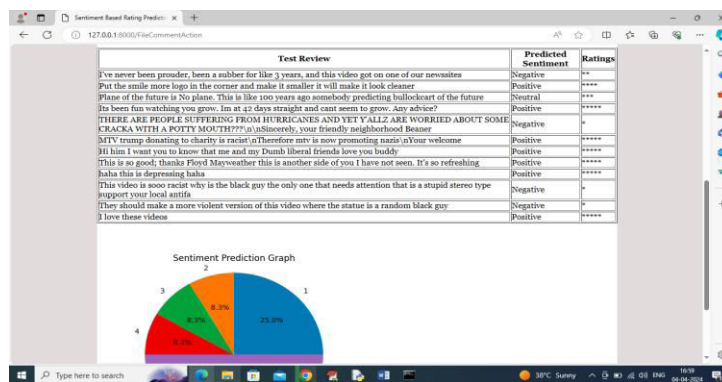 Sentiment Based Rating Predicti
127.0.0.1:8000/FileCommentAction
Test Review Predicted Sentiment Ratings
I've never been prouder, been a subber for like 3 years, and this video got on one of our newssites Negative **
Put the smile more logo in the corner and make it smaller it will make it look cleaner Positive ****
Plane of the future is No plane. This is like 100 years ago somebody predicting bullockcart of the future Neutral ***
Its been fun watching you grow. Im at 42 days straight and cant seem to grow. Any advice? Positive *****
THERE ARE PEOPLE SUFFERING FROM HURRICANES AND YET Y'ALLZ ARE WORRIED ABOUT SOME
CRACKA WITH A POTTY MOUTH???\n\nSincerely, your friendly neighborhood Beaner Negative *
MTV trump donating to charity is racist\nTherefore mtv is now promoting nazis\nYour welcome Positive *****
Hi him I want you to know that me and my Dumb liberal friends love you buddy Positive *****
This is so good; thanks Floyd Mayweather this is another side of you I have not seen. It's so refreshing Positive *****
haha this is depressing haha Positive *****
This video is sooo racist why is the black guy the only one that needs attention that is a stupid stereo type
support your local antifa Negative *
They should make a more violent version of this video where the statue is a random black guy Negative *
I love these videos Positive *****
Sentiment Prediction Graph
2
3 1
8.3%
8.3% 25.0%
4
8.3%
Type here to search
38°C Sunny ENG
16:59
04-04-2024